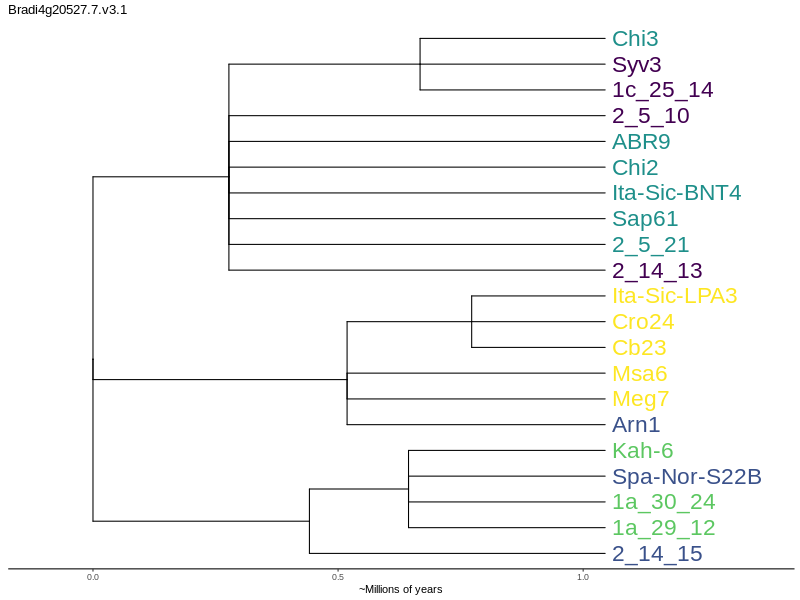 Bradi4g20527.7.v3.1
Chi3
Syv3
1c_25_14
2_5_10
ABR9
Chi2
Ita-Sic-BNT4
Sap61
2_5_21
2_14_13
Ita-Sic-LPA3
Cro24
Cb23
Msa6
Meg7
Arn1
Kah-6
Spa-Nor-S22B
1a_30_24
1a_29_12
2_14_15
0.0 0.5 1.0
~Millions of years